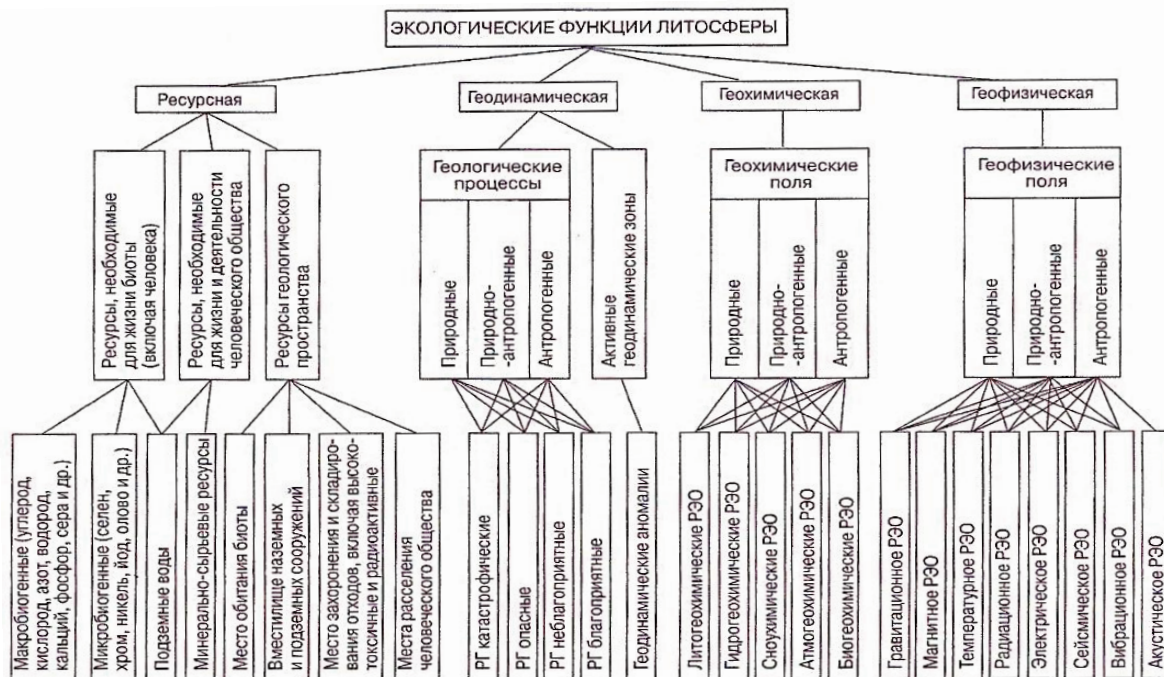 ЭКОЛОГИЧЕСКИЕ ФУНКЦИИ ЛИТОСФЕРЫ
Ресурсная
Геодинамическая
Геохимическая
Геофизическая
Ресурсы, необходимые
для жизни биоты
(включая человека)
Ресурсы, необходимые
для жизни и деятельности
человеческого общества
Ресурсы геологического
пространства
Геологические
процессы
Природные
Природно-
-антропогенные
Антропогенные
Активные
геодинамические зоны
Геохимические
поля
Природные
Природно-
-антропогенные
Антропогенные
Геофизические
поля
Природные
Природно-
-антропогенные
Антропогенные
Макробиогенные (углерод,
кислород, азот, водород,
кальций, фосфор, сера и др.)
Микробиогенные (селен,
хром, никель, йод, олово и др.)
Подземные воды
Минерально-сырьевые ресурсы
Место обитания биоты
Вместилище наземных
и подземных сооружений
Место захоронения и складиро-
вания отходов, включая высоко-
токсичные и радиоактивные
Места расселения
человеческого общества
РГ катастрофические
РГ опасные
РГ неблагоприятные
РГ благоприятные
Геодинамические аномалии
Литогеохимические РЭО
Гидрогеохимические РЭО
Сноухимические РЭО
Атмогеохимические РЭО
Биогеохимические РЭО
Гравитационное РЭО
Магнитное РЭО
Температурное РЭО
Радиационное РЭО
Электрическое РЭО
Сейсмическое РЭО
Вибрационное РЭО
Акустическое РЭО